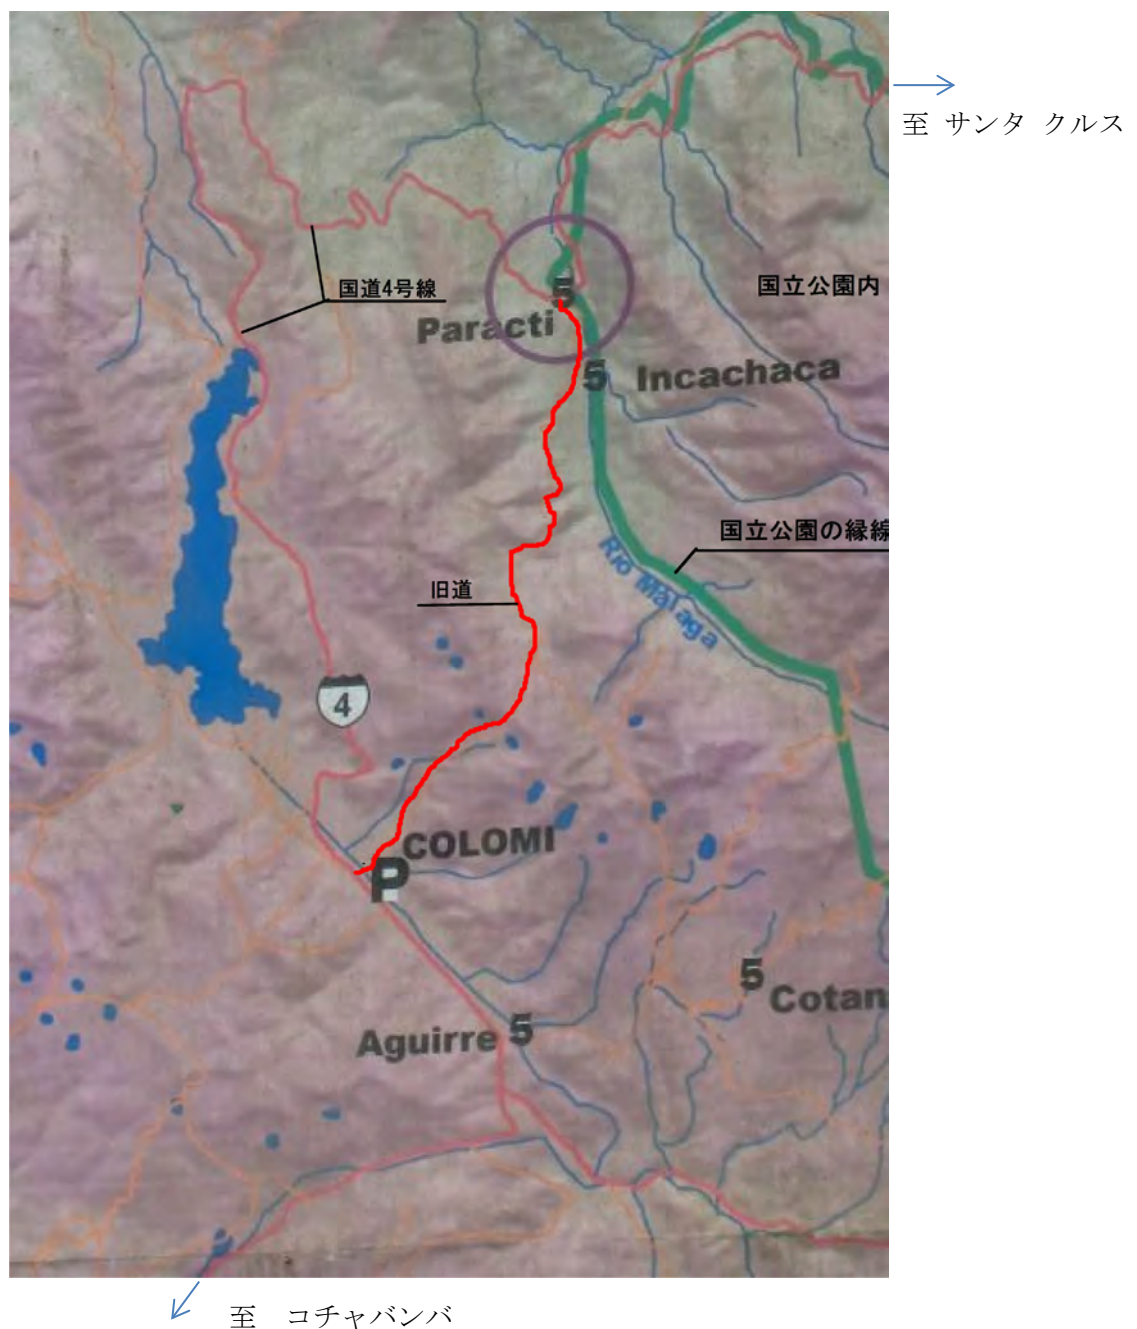 至 サンタ クルス
国立公園内
国道4号線
5
Paracti
5 Incachaca
国立公園の縁線
Rio Malaga
旧道
4
COLOMI
P
5
Cotan
Aguirre 5
至 コチャバンバ